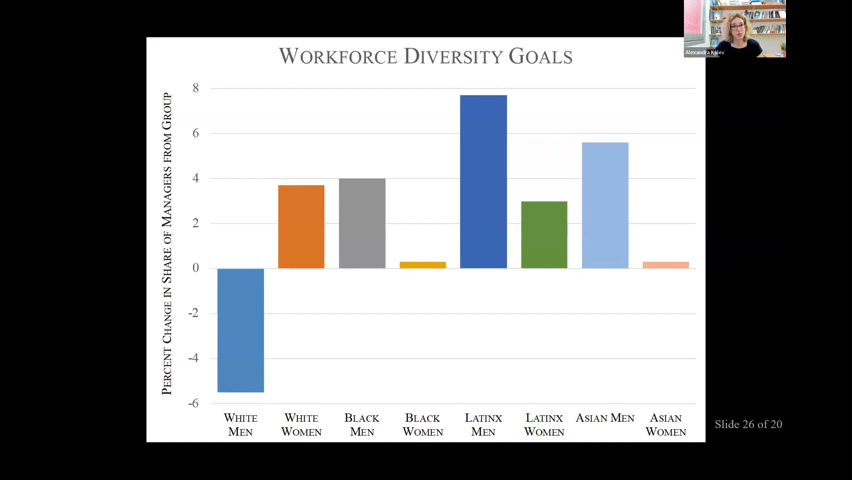 Alexandra Kalev
WORKFORCE DIVERSITY GOALS
PERCENT CHANGE IN SHARE OF MANAGERS FROM GROUP
8
6
4
2
0
-2
-4
-6
WHITE MEN
WHITE WOMEN
BLACK MEN
BLACK WOMEN
LATINX MEN
LATINX WOMEN
ASIAN MEN
ASIAN WOMEN
Slide 26 of 20